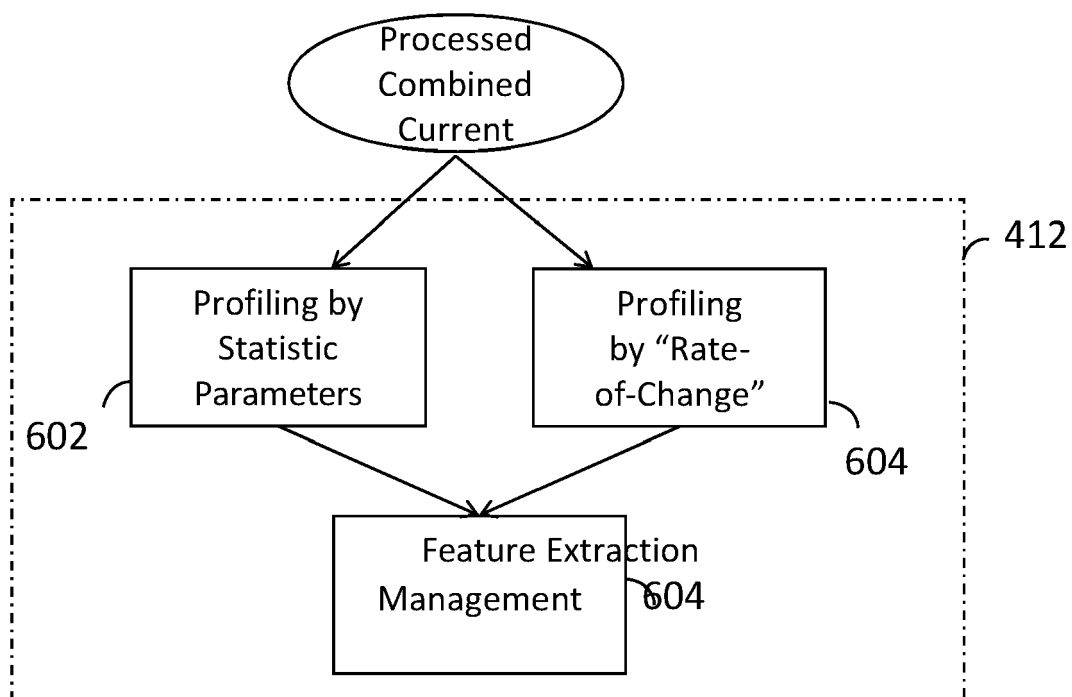 Processed
Combined
Current
412
Profiling by
Statistic
Parameters
602
Profiling
by “Rate-
of-Change”
604
Feature Extraction
Management
604